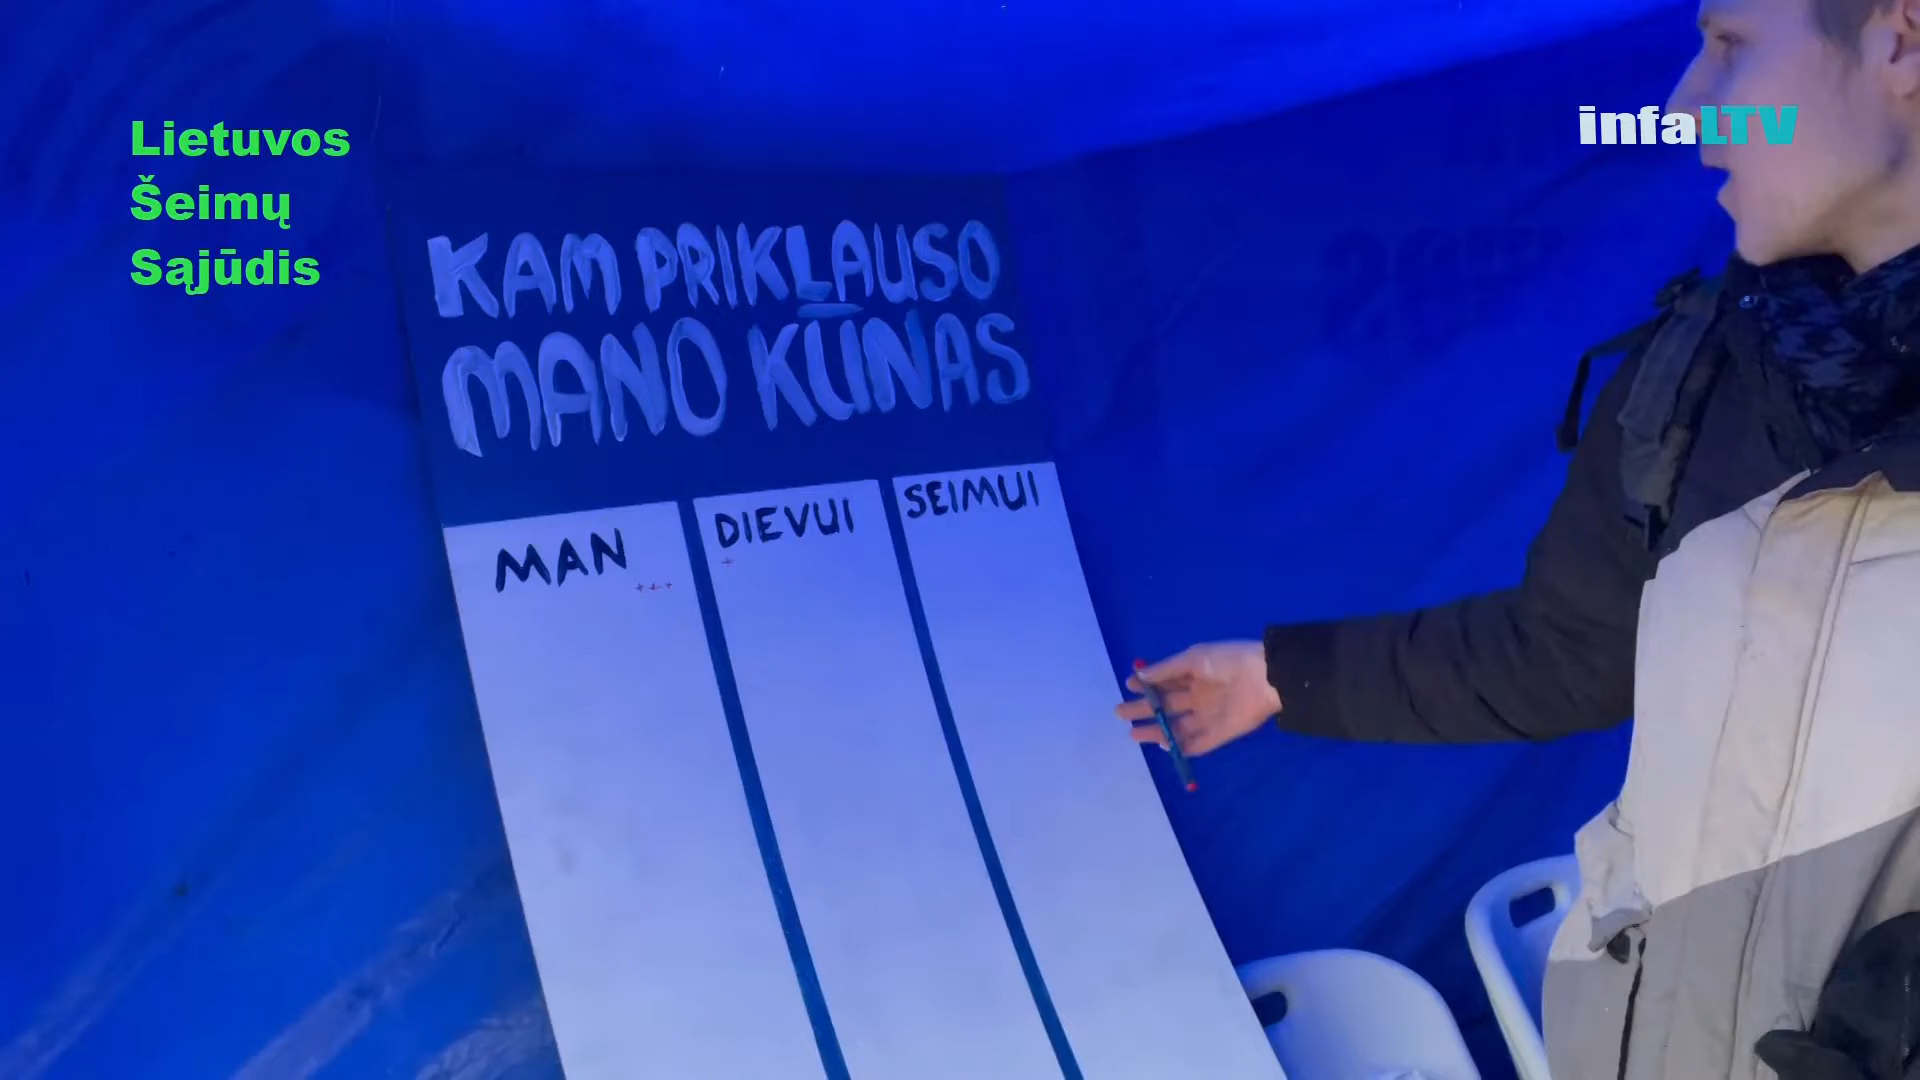 Lietuvos
Šeimų
Sąjūdis
infaLTV
KAM PRIKLAUSO
MANO KŪNAS
MAN
DIEVUI
SEIMUI